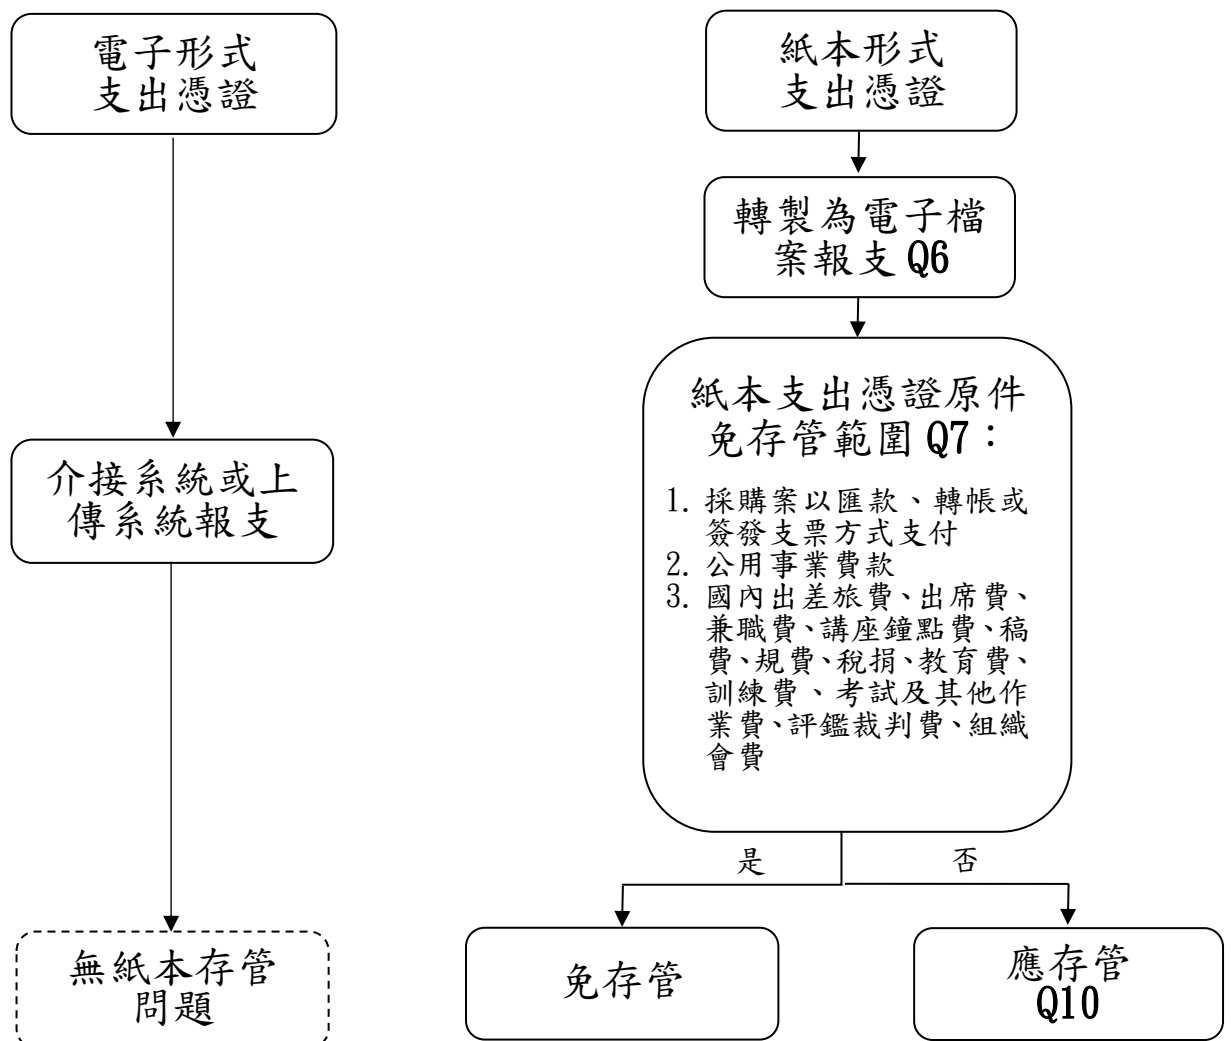 電子形式
支出憑證
介接系統或上
傳系統報支
無紙本存管
問題
紙本形式
支出憑證
轉製為電子檔
案報支 Q6
紙本支出憑證原件
免存管範圍 Q7：
1. 採購案以匯款、轉帳或
簽發支票方式支付
2. 公用事業費款
3. 國內出差旅費、出席費、
兼職費、講座鐘點費、稿
費、規費、稅捐、教育費、
訓練費、考試及其他作
業費、評鑑裁判費、組織
會費
是
否
免存管
應存管
Q10